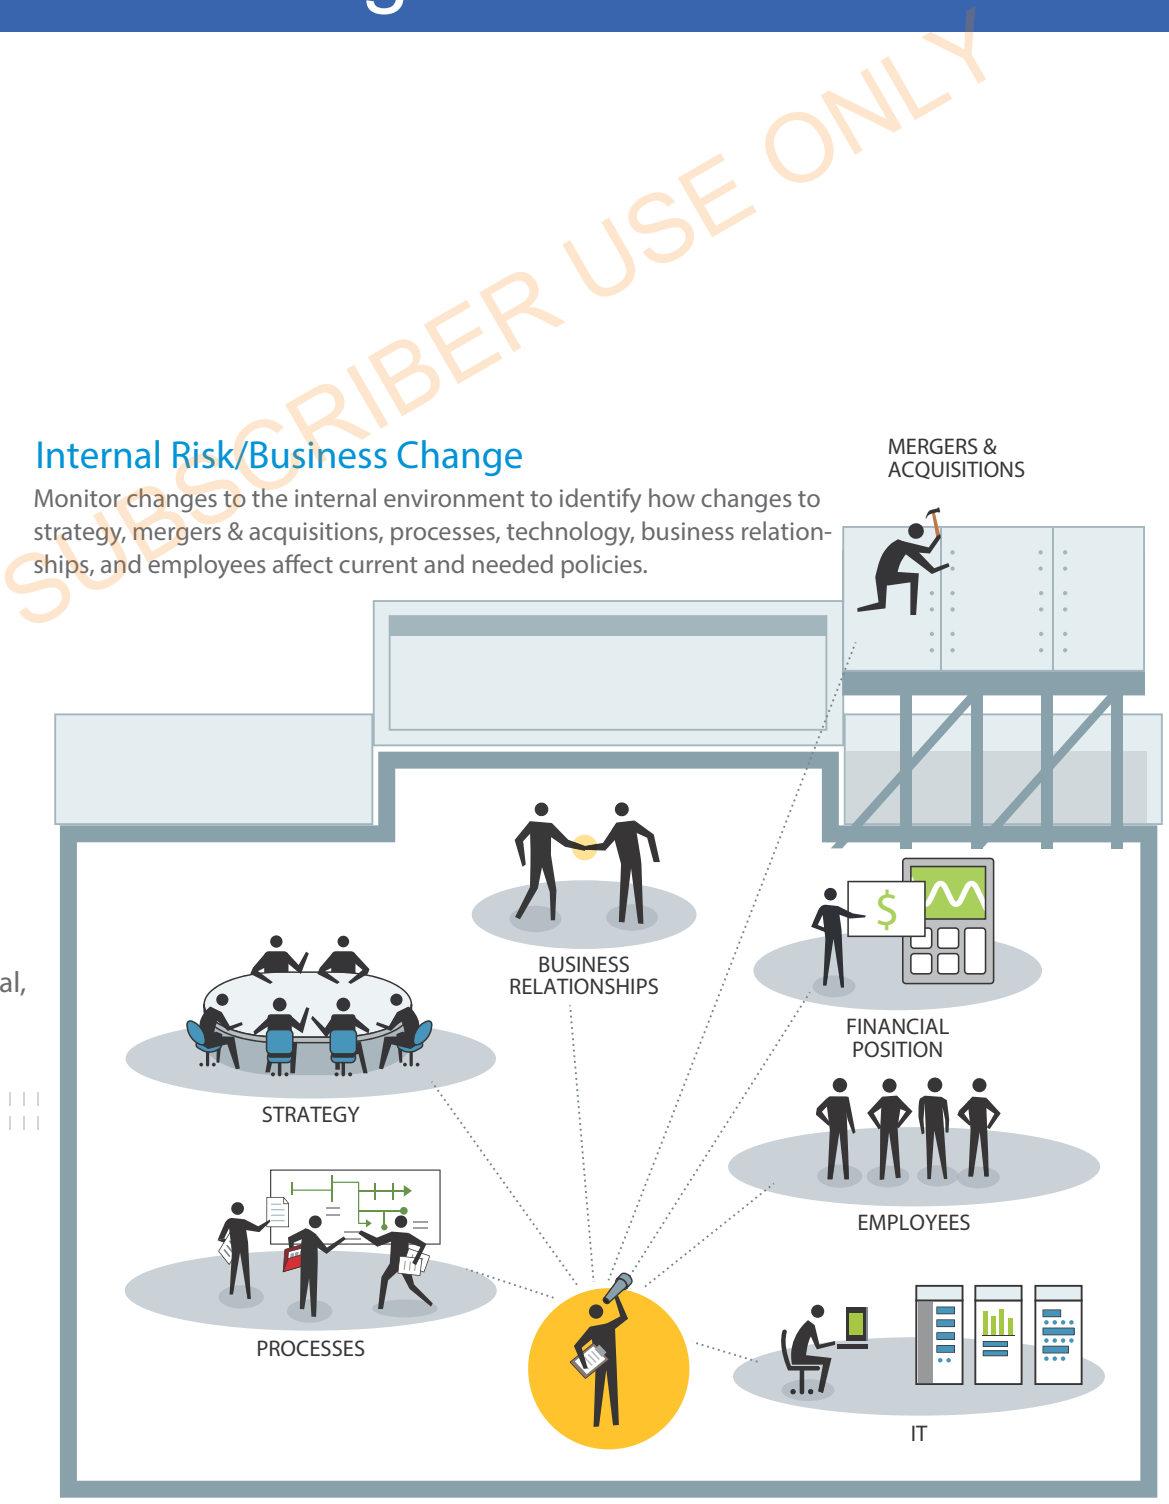 g
SUBSCRIBER USE ONLY
Internal Risk/Business Change
Monitor changes to the internal environment to identify how changes to
strategy, mergers & acquisitions, processes, technology, business relation-
ships, and employees affect current and needed policies.
MERGERS &
ACQUISITIONS
BUSINESS
RELATIONSHIPS
$
FINANCIAL
POSITION
al,
STRATEGY
EMPLOYEES
PROCESSES
IT